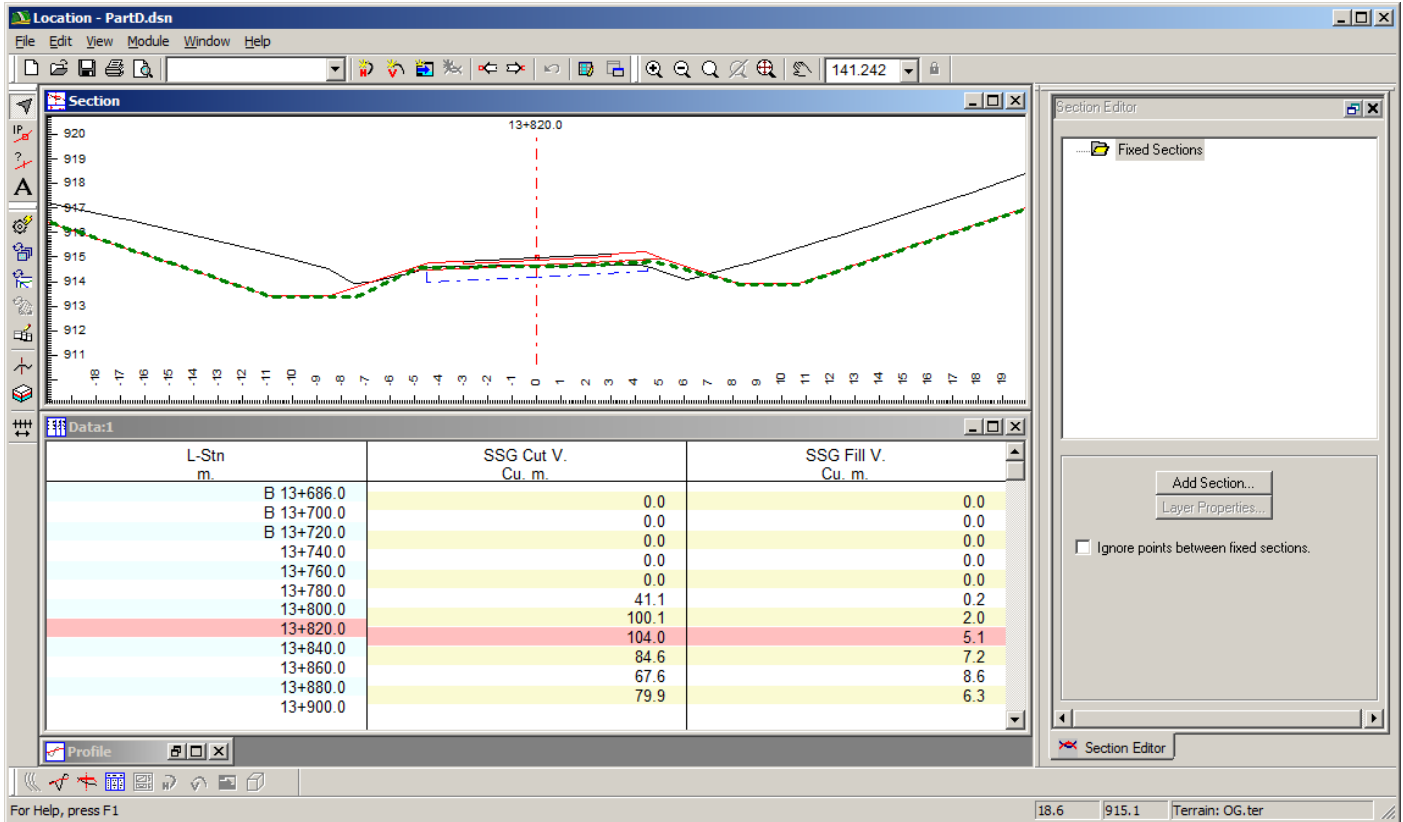 Location - PartD.dsn
File Edit View Module Window Help
141.242
Section
Section Editor
13+820.0
920
919
918
917
916
915
914
913
912
911
-18 -17 -16 -15 -14 -13 -12 -11 -10 -9 -8 -7 -6 -5 -4 -3 -2 -1 0 1 2 3 4 5 6 7 8 9 10 11 12 13 14 15 16 17 18 19
Fixed Sections
Data:1
L-Stn SSG Cut V. SSG Fill V.
m. Cu. m. Cu. m.
B 13+686.0
0.0 0.0
B 13+700.0
0.0 0.0
B 13+720.0
0.0 0.0
13+740.0
0.0 0.0
13+760.0
0.0 0.0
13+780.0
41.1 0.2
13+800.0
100.1 2.0
13+820.0
104.0 5.1
13+840.0
84.6 7.2
13+860.0
67.6 8.6
13+880.0
79.9 6.3
13+900.0
Add Section...
Layer Properties...
Ignore points between fixed sections.
Profile
Section Editor
For Help, press F1
18.6 915.1 Terrain: OG.ter